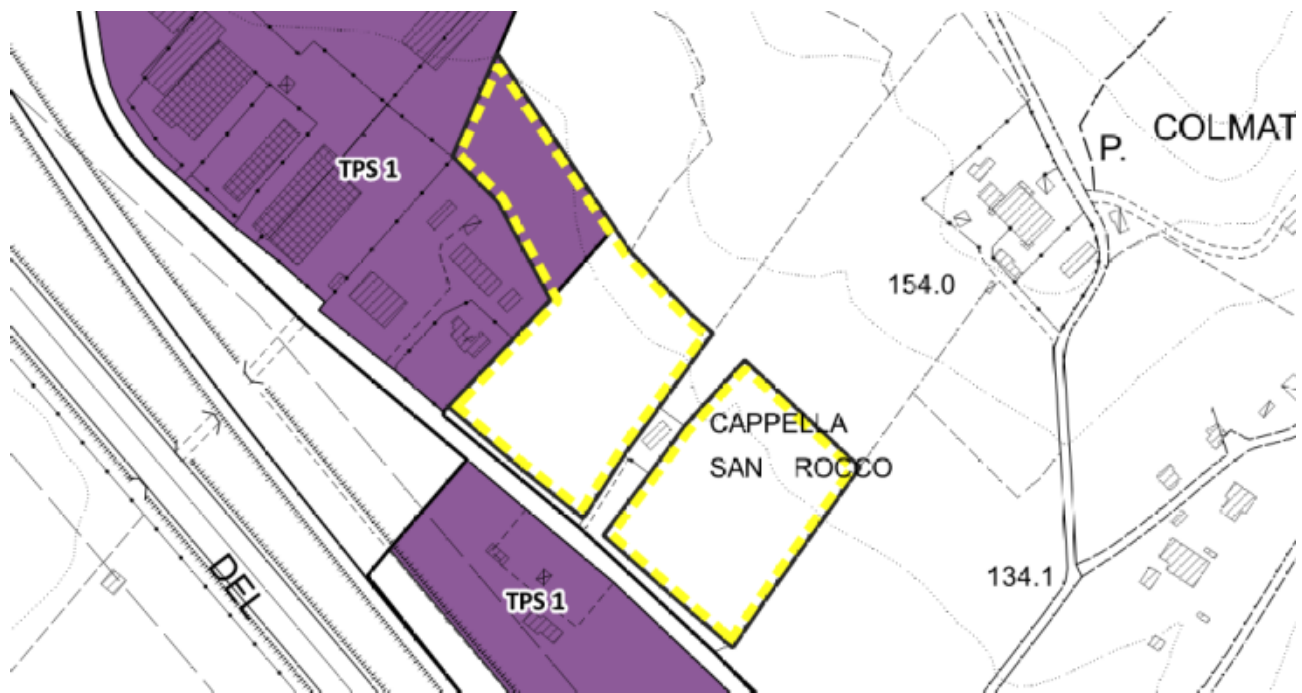 COLMAT
P.
TPS 1
154.0
CAPPELLA
SAN ROCCO
134.1
DEL
TPS 1